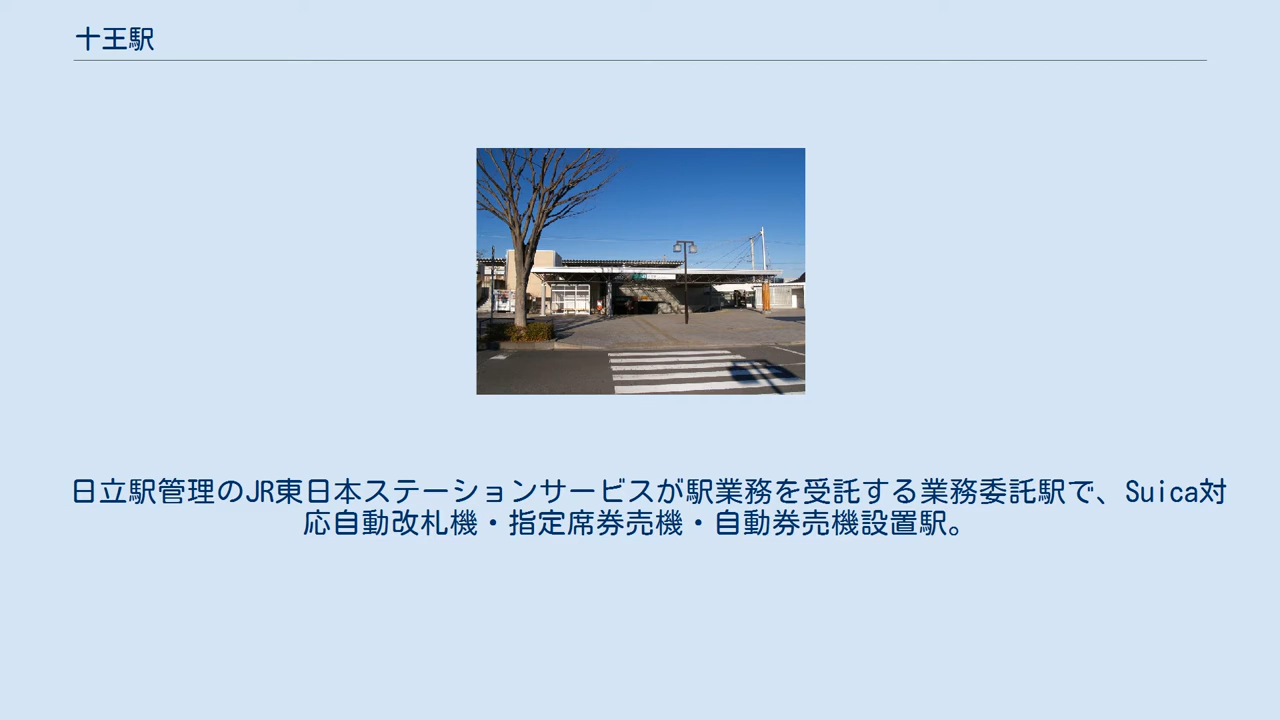 十王駅
日立駅管理のJR東日本ステーションサービスが駅業務を受託する業務委託駅で、Suica対
応自動改札機・指定席券売機・自動券売機設置駅。